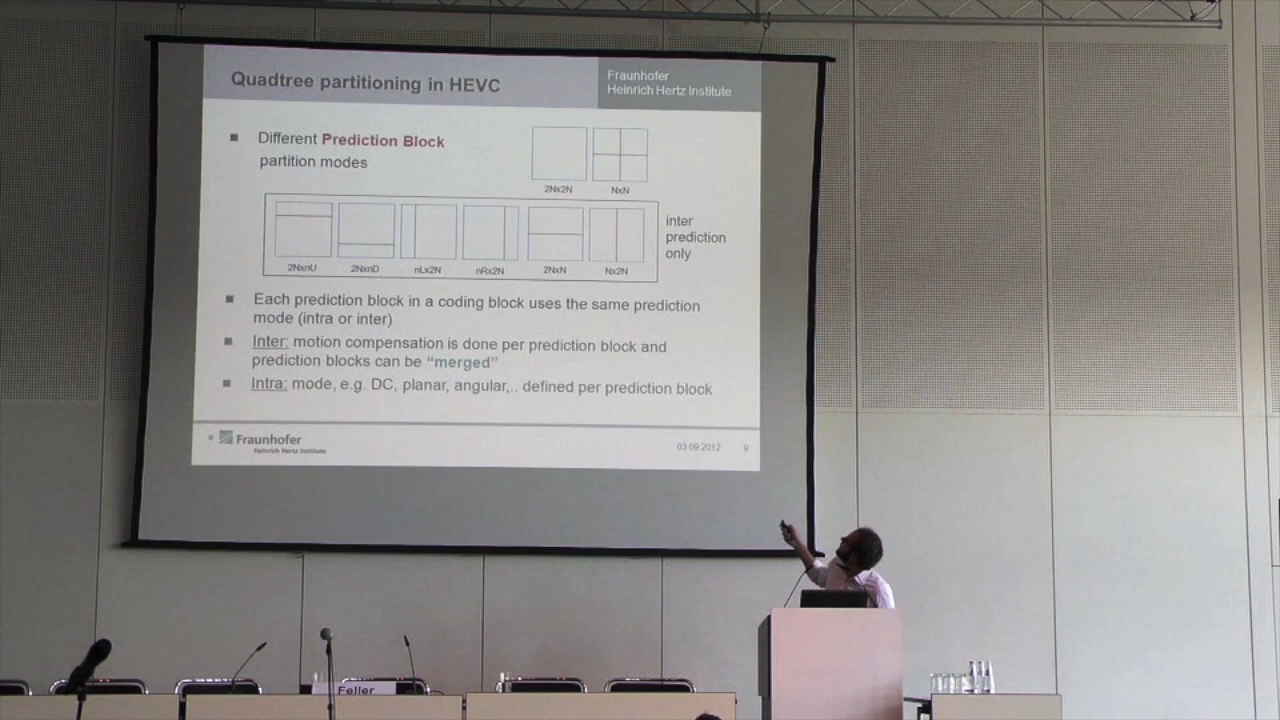 Quadtree partitioning in HEVC
Fraunhofer
Heinrich Hertz Institute
Different Prediction Block
partition modes
2Nx2N
NxN
2NxnU
2NxnD
nLx2N
nRx2N
2NxN
Nx2N
inter
prediction
only
Each prediction block in a coding block uses the same prediction
mode (intra or inter)
Inter: motion compensation is done per prediction block and
prediction blocks can be “merged”
Intra: mode, e.g. DC, planar, angular,.. defined per prediction block
Fraunhofer
Heinrich Hertz Institute
03.09.2012
9
Feller